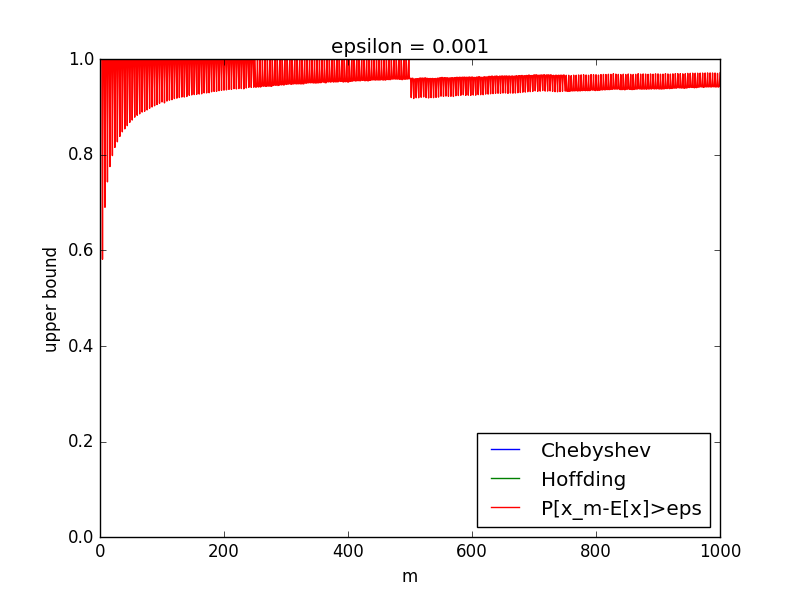 epsilon = 0.001
1.0
0.8
0.6
0.4
0.2
0.0
upper bound
0 200 400 600 800 1000
m
Chebyshev
Hoffding
P[x_m-E[x]>eps